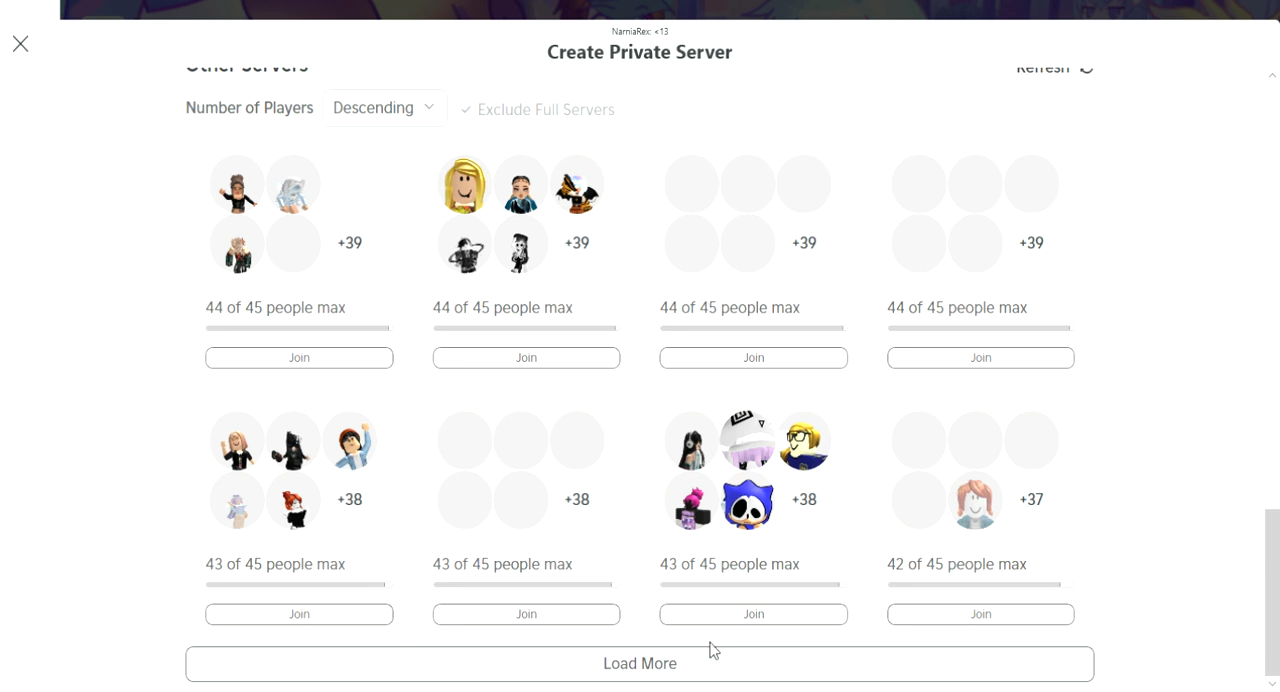 NarniaRex: <13
Create Private Server
Other Servers Refresh
Number of Players Descending Exclude Full Servers
+39 +39 +39 +39
44 of 45 people max 44 of 45 people max 44 of 45 people max 44 of 45 people max
Join Join Join Join
+38 +38 +38 +37
43 of 45 people max 43 of 45 people max 43 of 45 people max 42 of 45 people max
Join Join Join Join
Load More